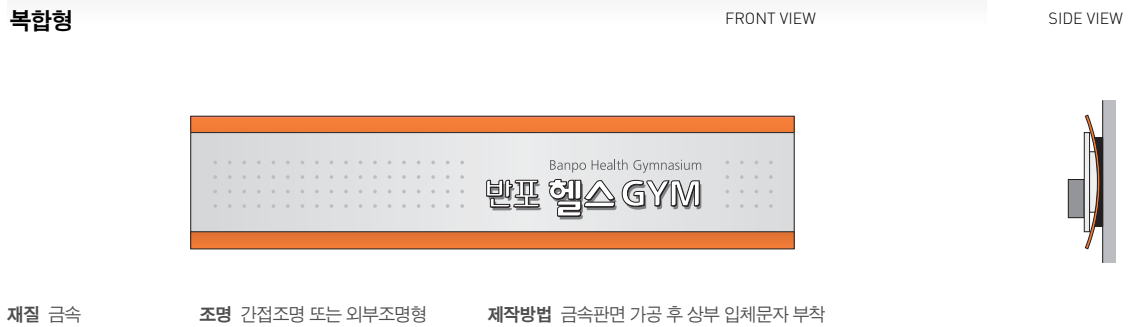 복합형
FRONT VIEW
SIDE VIEW
Banpo Health Gymnasium
반포 헬스 GYM
재질 금속
조명 간접조명 또는 외부조명형
제작방법 금속판면 가공 후 상부 입체문자 부착